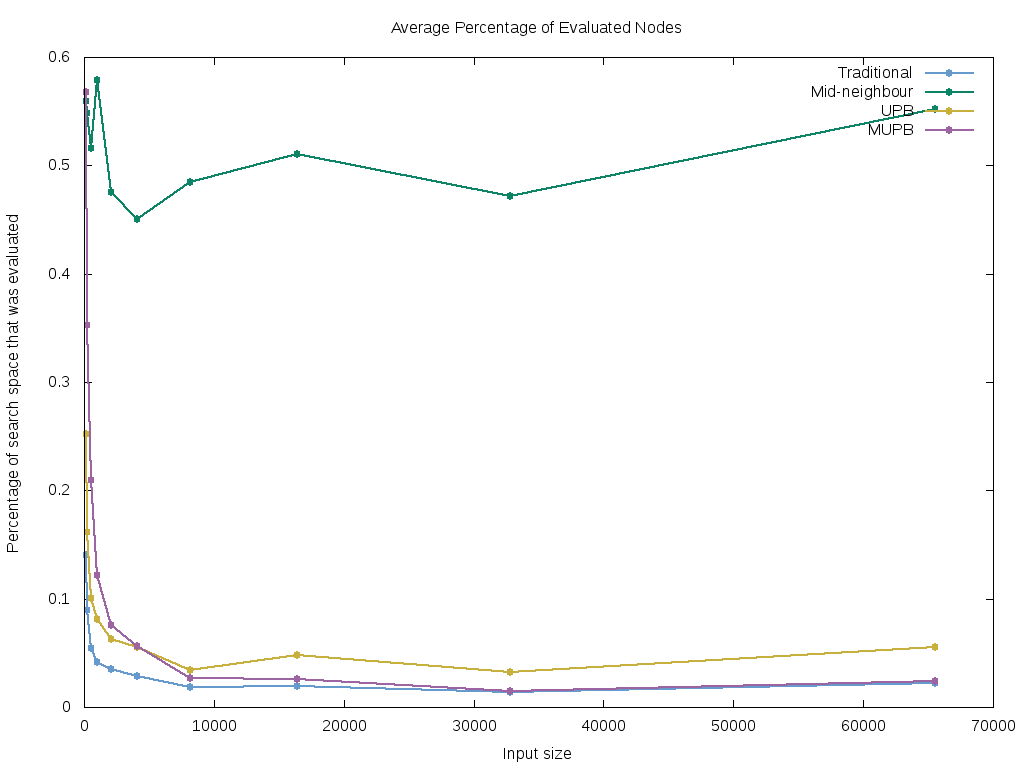 Average Percentage of Evaluated Nodes
Traditional
Mid-neighbour
UPB
MUPB
Percentage of search space that was evaluated
0.6
0.5
0.4
0.3
0.2
0.1
0
0 10000 20000 30000 40000 50000 60000 70000
Input size